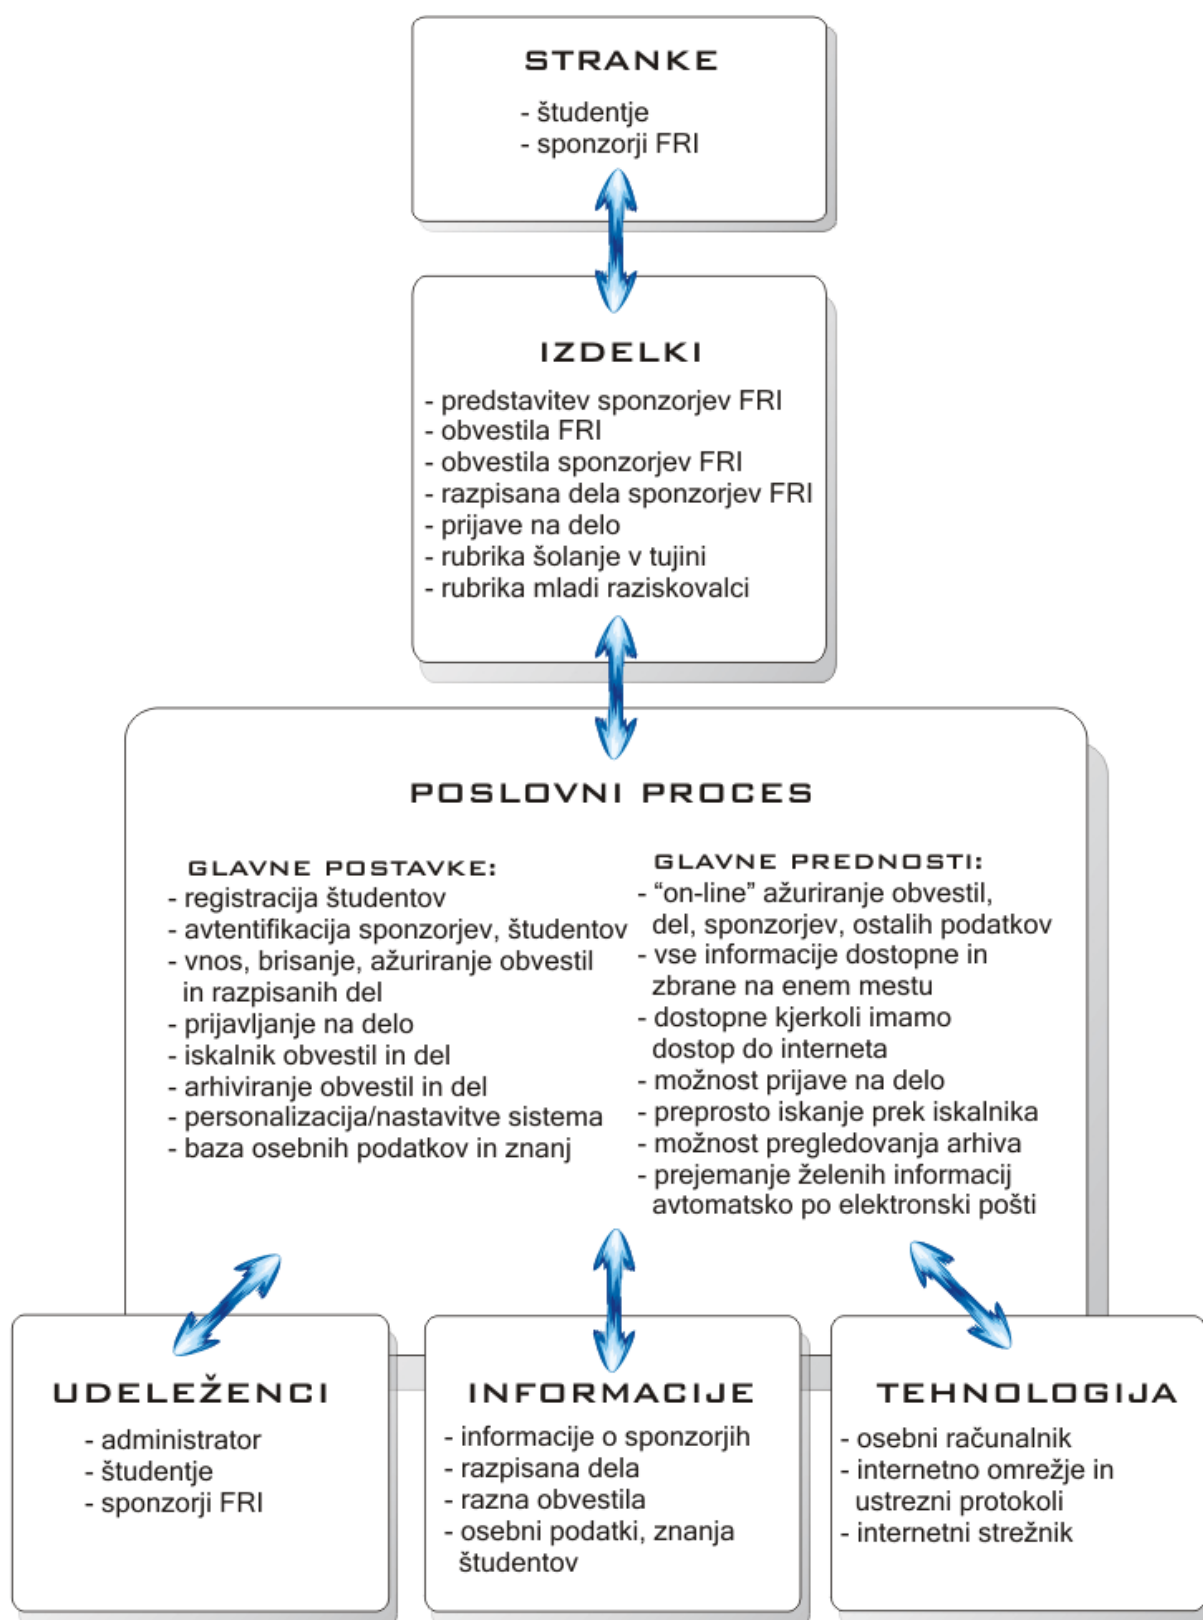 STRANKE
- študentje
- sponzorji FRI
IZDELKI
- predstavitev sponzorjev FRI
- obvestila FRI
- obvestila sponzorjev FRI
- razpisana dela sponzorjev FRI
- prijave na delo
- rubrika šolanje v tujini
- rubrika mladi raziskovalci
POSLOVNI PROCES
GLAVNE POSTAVKE:
- registracija študentov
- avtentifikacija sponzorjev, študentov
- vnos, brisanje, ažuriranje obvestil
in razpisanih del
- prijavljanje na delo
- iskalnik obvestil in del
- arhiviranje obvestil in del
- personalizacija/nastavitve sistema
- baza osebnih podatkov in znanj
GLAVNE PREDNOSTI:
- “on-line” ažuriranje obvestil,
del, sponzorjev, ostalih podatkov
- vse informacije dostopne in
zbrane na enem mestu
- dostopne kjerkoli imamo
dostop do interneta
- možnost prijave na delo
- preprosto iskanje prek iskalnika
- možnost pregledovanja arhiva
- prejemanje želenih informacij
avtomatsko po elektronski pošti
UDELEŽENCI
- administrator
- študentje
- sponzorji FRI
INFORMACIJE
- informacije o sponzorjih
- razpisana dela
- razna obvestila
- osebni podatki, znanja
študentov
TEHNOLOGIJA
- osebni računalnik
- internetno omrežje in
ustrezni protokoli
- internetni strežnik